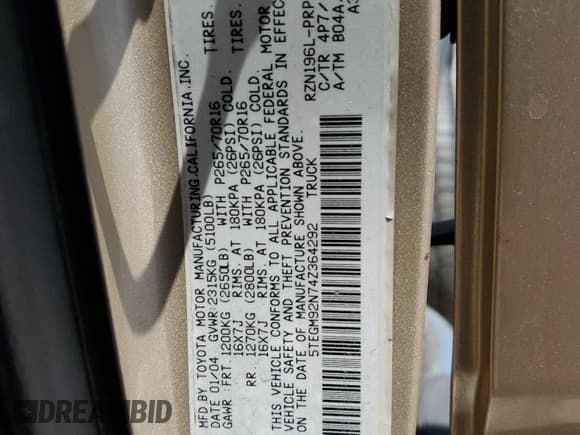 MFD. BY TOYOTA MOTOR MANUFACTURING, CALIFORNIA, INC.
DATE 01/04 GVWR:2315KG (5100LB)
GAWR :FRT.1200KG (2650LB) WITH P265/70R16 TIRES.
16X7J RIMS. AT 180KPA (26PSI) COLD.
RR. 1270KG (2800LB) WITH P265/70R16 TIRES.
16X7J RIMS. AT 180KPA (26PSI) COLD.
THIS VEHICLE CONFORMS TO ALL APPLICABLE FEDERAL MOTOR
VEHICLE SAFETY AND THEFT PREVENTION STANDARDS IN EFFEC
ON DATE OF MANUFACTURE SHOWN ABOVE.
5TEGM92N74Z364292 TRUCK
RZN196L-PRP
C/TR 4P7/
A/TM B04A
DREAMBID